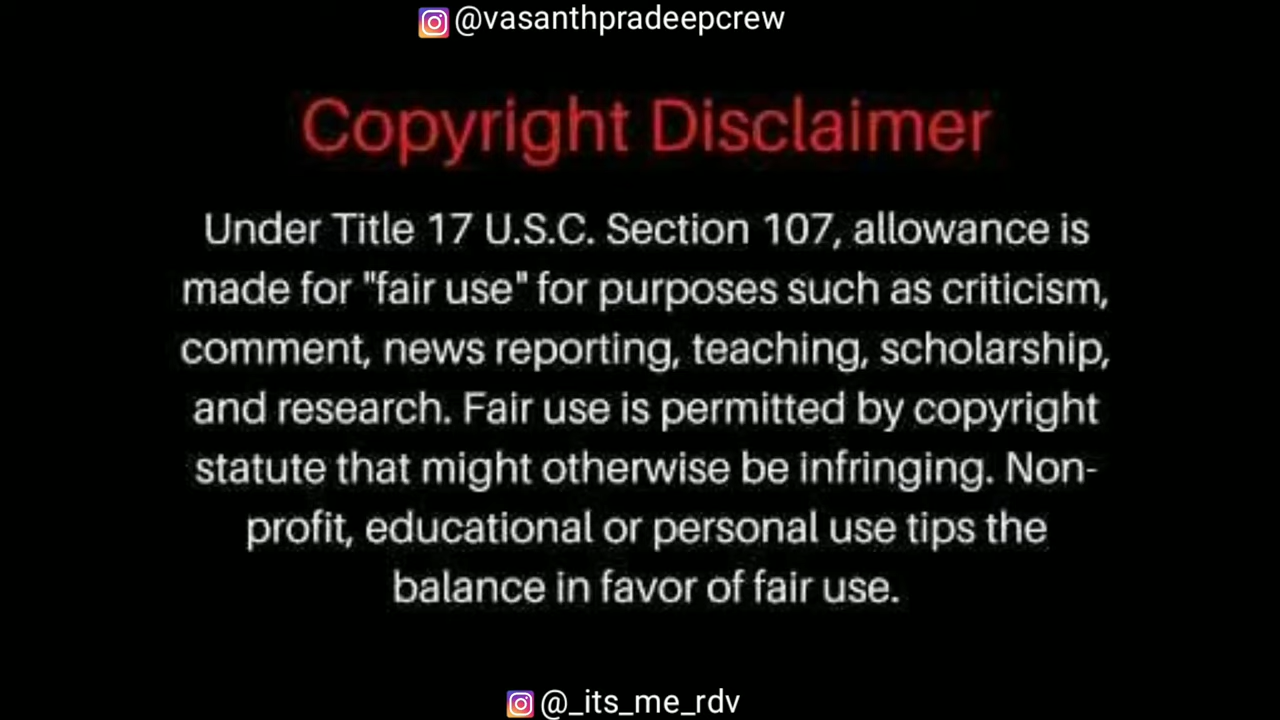 @vasanthpradeepcrew
Copyright Disclaimer
Under Title 17 U.S.C. Section 107, allowance is
made for "fair use" for purposes such as criticism,
comment, news reporting, teaching, scholarship,
and research. Fair use is permitted by copyright
statute that might otherwise be infringing. Non-
profit, educational or personal use tips the
balance in favor of fair use.
@_its_me_rdv